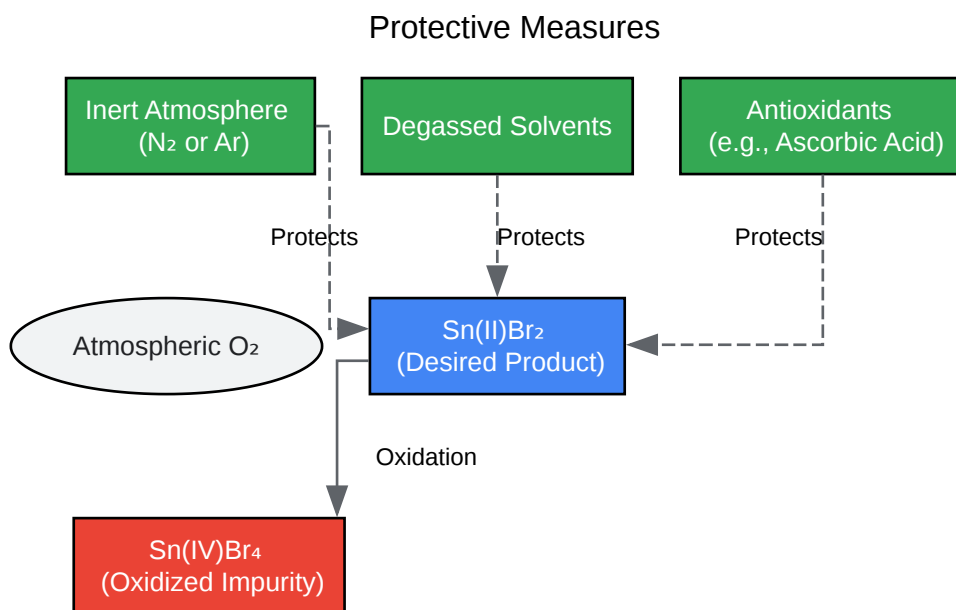 Protective Measures
Inert Atmosphere
(N₂ or Ar)
Degassed Solvents
Antioxidants
(e.g., Ascorbic Acid)
Protects
Protects
Protects
Atmospheric O₂
Sn(II)Br₂
(Desired Product)
Oxidation
Sn(IV)Br₄
(Oxidized Impurity)